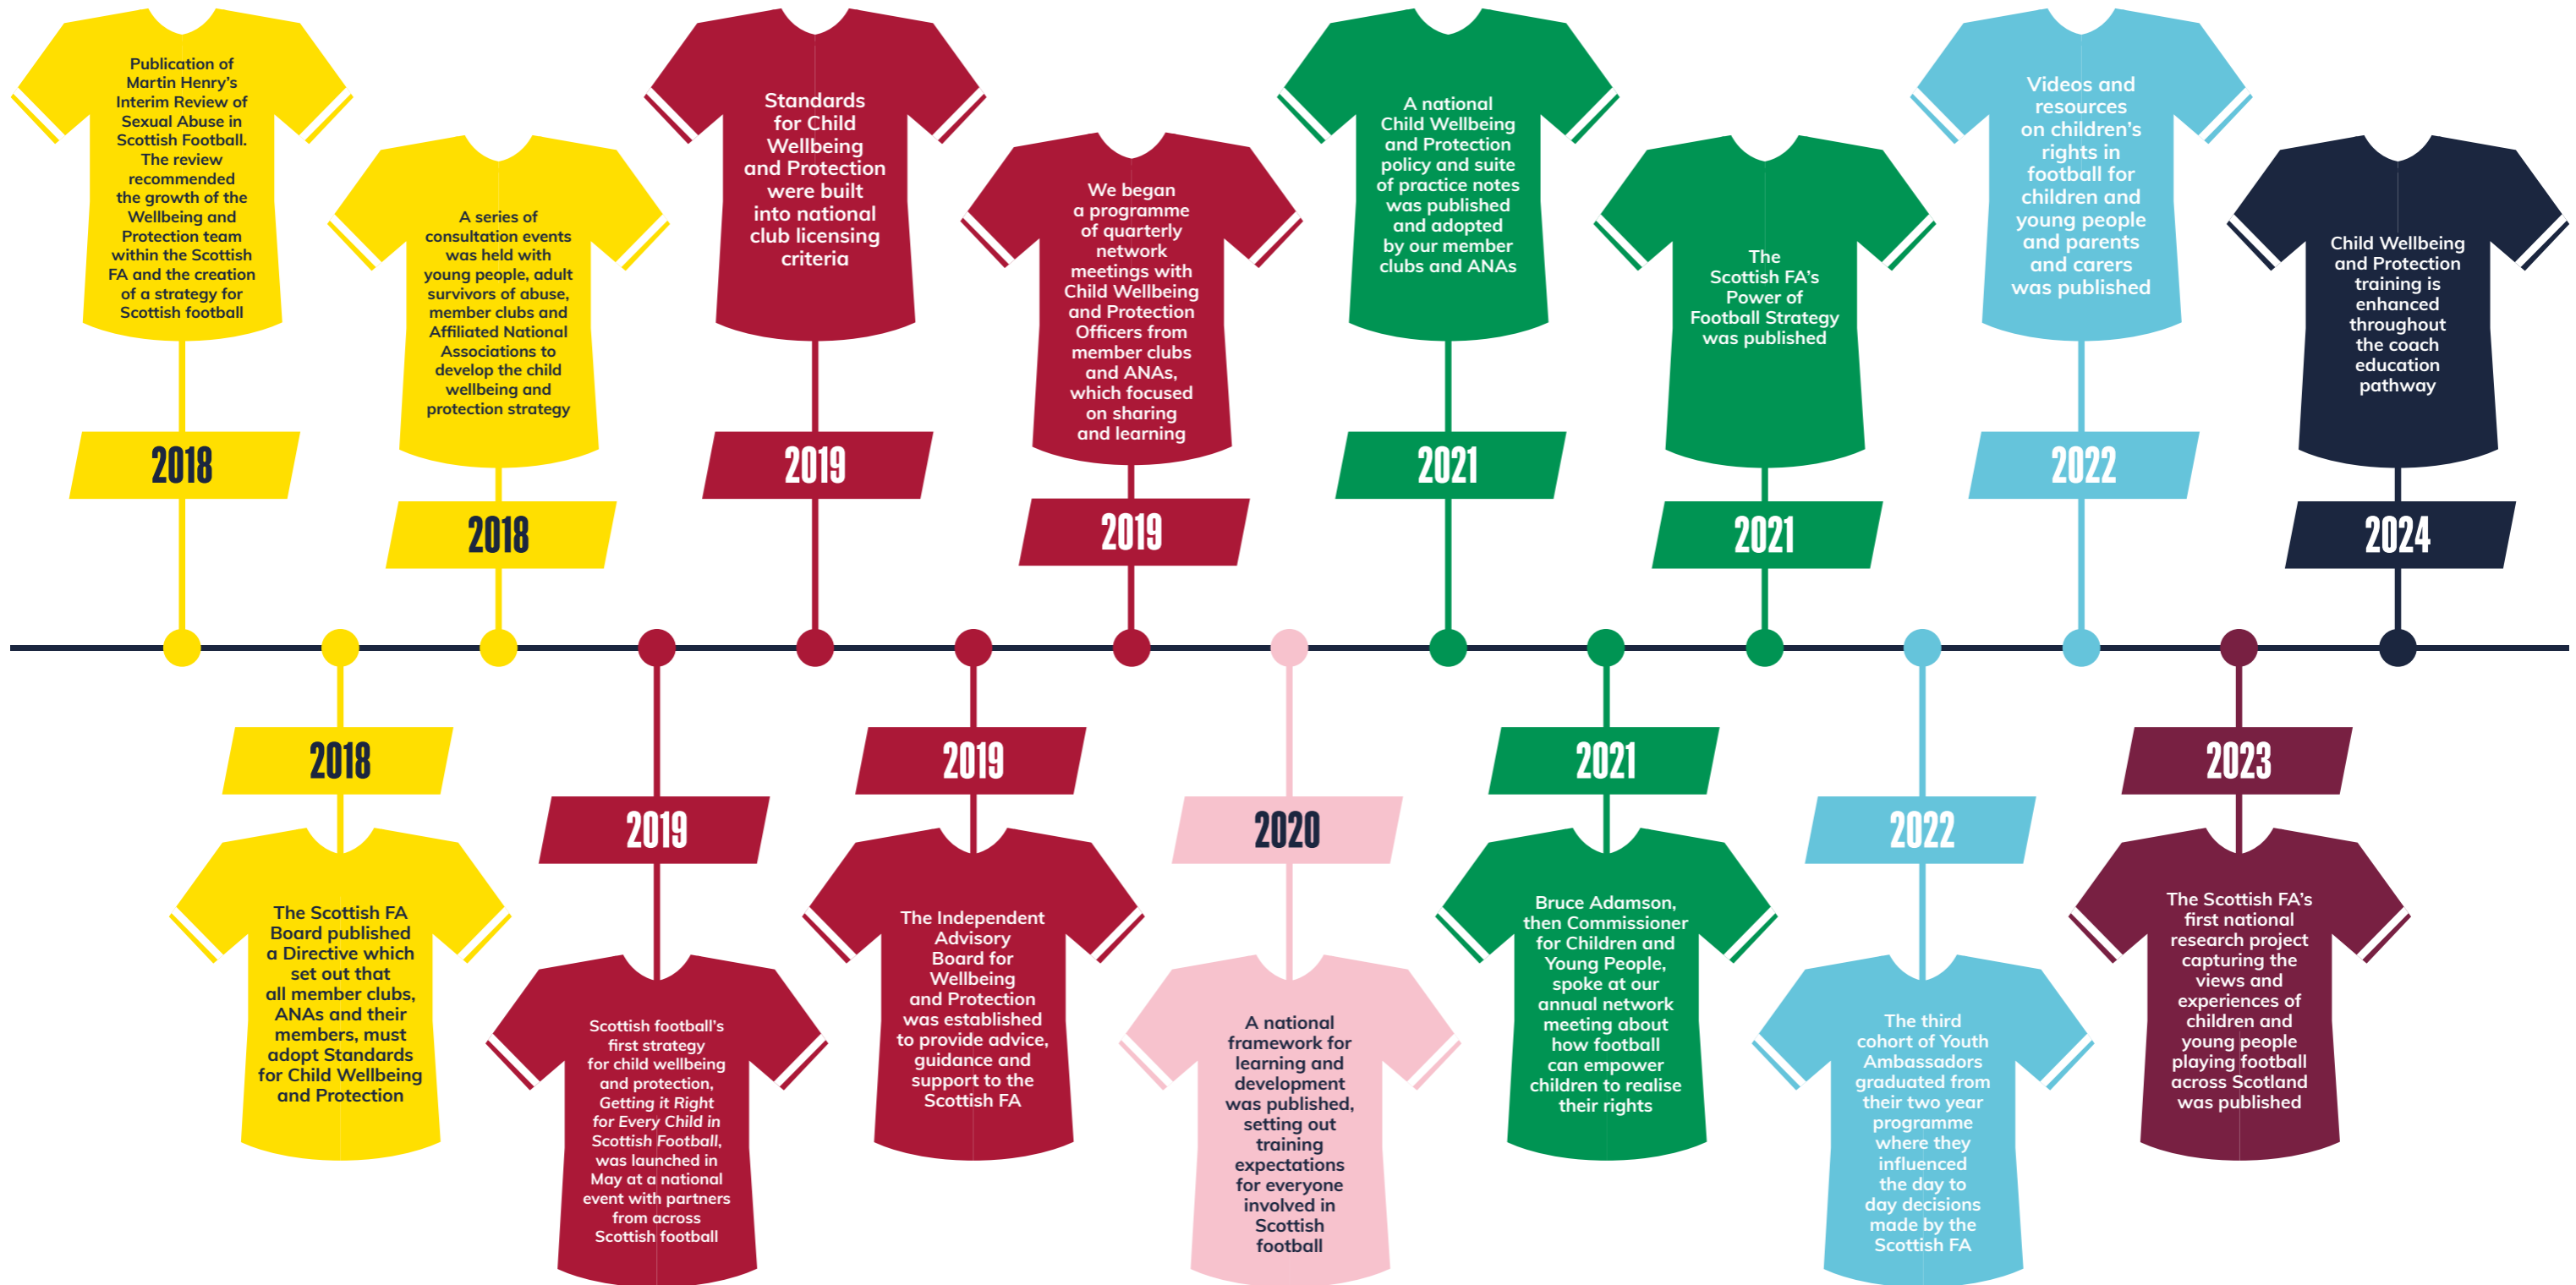 Publication of
Martin Henry's
Interim Review of
Sexual Abuse in
Scottish Football.
The review
recommended
the growth of the
Wellbeing and
Protection team
within the Scottish
FA and the creation
of a strategy for
Scottish football
2018
The Scottish FA
Board published
a Directive which
set out that
all member clubs,
ANAs and their
members, must
adopt Standards
for Child Wellbeing
and Protection
2018
A series of
consultation events
was held with
young people, adult
survivors of abuse,
member clubs and
Affiliated National
Associations to
develop the child
wellbeing and
protection strategy
2018
2019
Scottish football's
first strategy
for child wellbeing
and protection,
Getting it Right
for Every Child in
Scottish Football,
was launched in
May at a national
event with partners
from across
Scottish football
Standards
for Child
Wellbeing
and Protection
were built
into national
club licensing
criteria
2019
2019
The Independent
Advisory
Board for
Wellbeing
and Protection
was established
to provide advice,
guidance and
support to the
Scottish FA
We began
a programme
of quarterly
network
meetings with
Child Wellbeing
and Protection
Officers from
member clubs
and ANAs,
which focused
on sharing
and learning
2019
2020
A national
framework for
learning and
development
was published,
setting out
training
expectations
for everyone
involved in
Scottish
football
A national
Child Wellbeing
and Protection
policy and suite
of practice notes
was published
and adopted
by our member
clubs and ANAs
2021
2021
Bruce Adamson,
then Commissioner
for Children and
Young People,
spoke at our
annual network
meeting about
how football
can empower
children to realise
their rights
The
Scottish FA's
Power of
Football Strategy
was published
2021
2022
The third
cohort of Youth
Ambassadors
graduated from
their two year
programme
where they
influenced
the day to
day decisions
made by the
Scottish FA
Videos and
resources
on children's
rights in
football for
children and
young people
and parents
and carers
was published
2022
2023
The Scottish FA's
first national
research project
capturing the
views and
experiences of
children and
young people
playing football
across Scotland
was published
Child Wellbeing
and Protection
training is
enhanced
throughout
the coach
education
pathway
2024